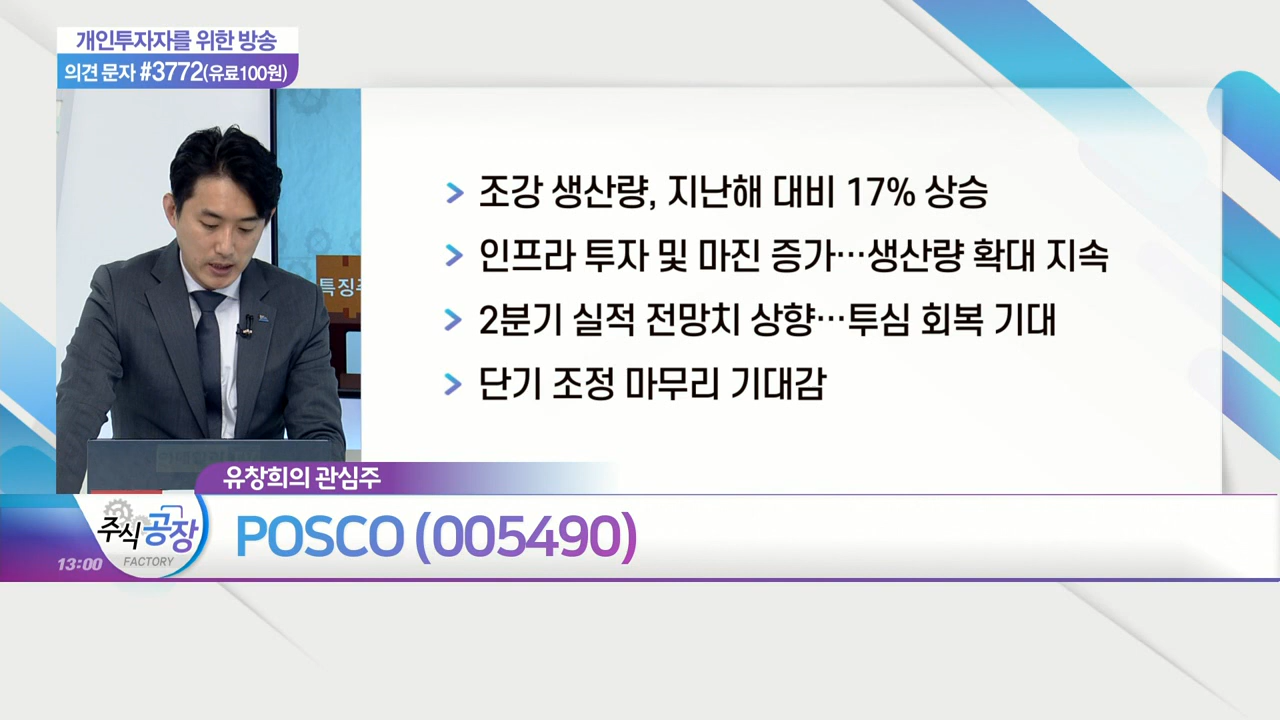 개인투자자를 위한 방송
의견 문자 #3772(유료100원)
조강 생산량, 지난해 대비 17% 상승
인프라 투자 및 마진 증가…생산량 확대 지속
2분기 실적 전망치 상향…투심 회복 기대
단기 조정 마무리 기대감
특징주
유창희의 관심주
주식공장
FACTORY
13:00
POSCO (005490)